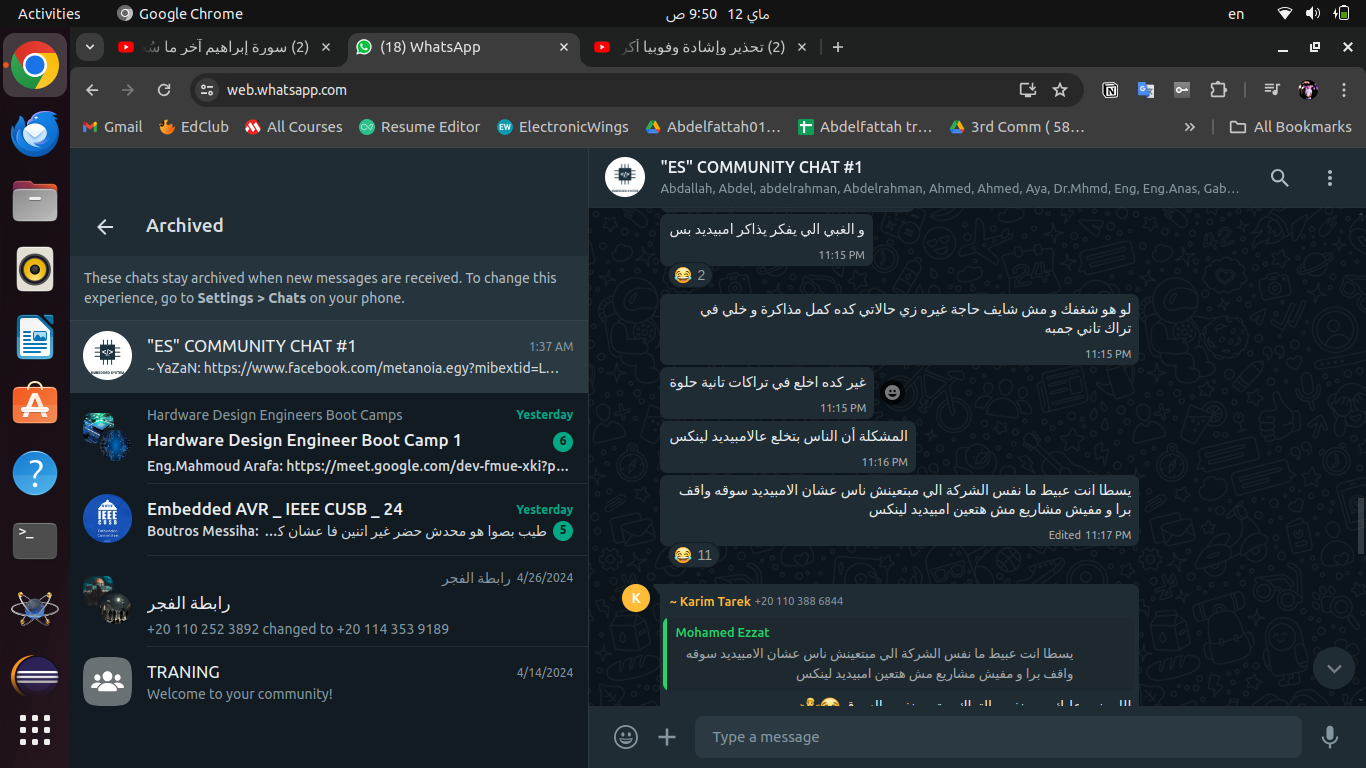 Activities
Google Chrome
ماي 12 9:50 ص
en
(2) سورة إبراهيم آخر ما
(18) WhatsApp
(2) تحذير وإشادة وفوبيا أكر
web.whatsapp.com
Gmail
EdClub
All Courses
Resume Editor
ElectronicWings
Abdelfattah01...
Abdelfattah tr...
3rd Comm ( 58...
»
All Bookmarks
Archived
These chats stay archived when new messages are received. To change this
experience, go to Settings > Chats on your phone.
"ES" COMMUNITY CHAT #1
1:37 AM
~ YaZaN: https://www.facebook.com/metanoia.egy?mibextid=L...
Hardware Design Engineers Boot Camps
Yesterday
Hardware Design Engineer Boot Camp 1
6
Eng.Mahmoud Arafa: https://meet.google.com/dev-fmue-xki?p...
Embedded AVR _ IEEE CUSB _ 24
Yesterday
Boutros Messiha: طيب بصوا هو محدش حضر غير اتنين فا عشان ك...
5
رابطة الفجر
4/26/2024
رابطة الفجر
+20 110 252 3892 changed to +20 114 353 9189
TRANING
4/14/2024
Welcome to your community!
"ES" COMMUNITY CHAT #1
Abdallah, Abdel, abdelrahman, Abdelrahman, Ahmed, Ahmed, Aya, Dr.Mhmd, Eng, Eng.Anas, Gab...
و الغبي الي يفكر يذاكر امبيديد بس
11:15 PM
😂 2
لو هو شغفك و مش شايف حاجة غيره زي حالاتي كده كمل مذاكرة و خلي في
تراك تاني جمبه
11:15 PM
غير كده اخلع في تراكات تانية حلوة
11:15 PM
المشكلة أن الناس بتخلع عالامبيديد لينكس
11:16 PM
يسطا انت عبيط ما نفس الشركة الي مبتعينش ناس عشان الامبيديد سوقه واقف
برا و مفيش مشاريع مش هتعين امبيديد لينكس
Edited 11:17 PM
😂 11
K
~ Karim Tarek +20 110 388 6844
Mohamed Ezzat
يسطا انت عبيط ما نفس الشركة الي مبتعينش ناس عشان الامبيديد سوقه
واقف برا و مفيش مشاريع مش هتعين امبيديد لينكس
Type a message